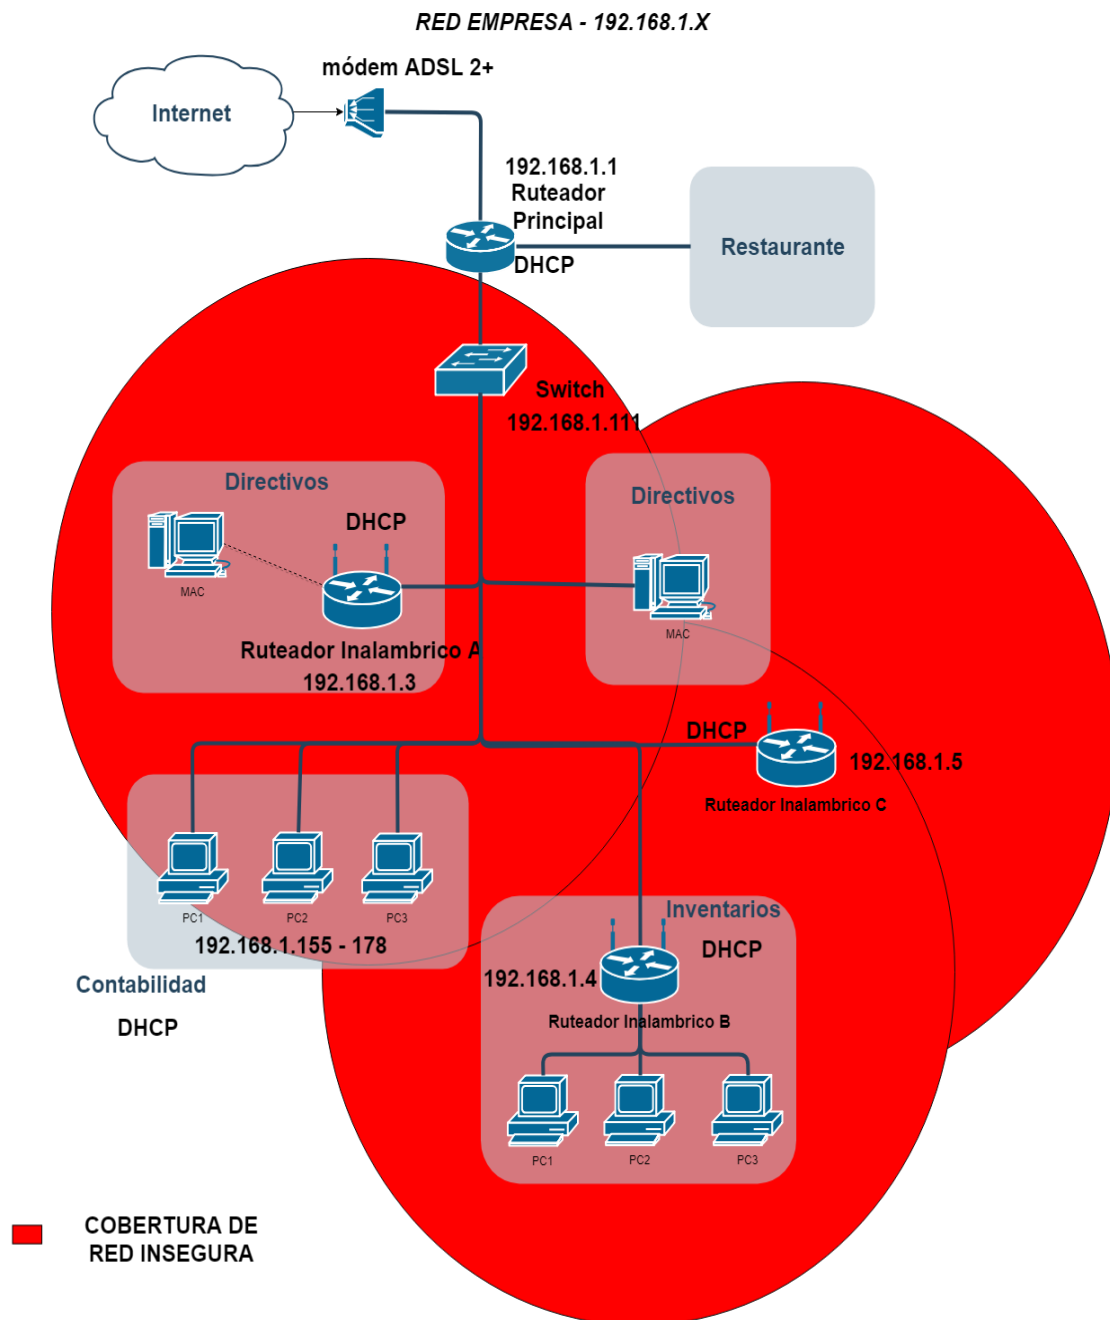 RED EMPRESA - 192.168.1.X
módem ADSL 2+
Internet
192.168.1.1
Ruteador
Principal
DHCP
Restaurante
Switch
192.168.1.111
Directivos
DHCP
MAC
Ruteador Inalambrico A
192.168.1.3
Directivos
MAC
DHCP
192.168.1.5
Ruteador Inalambrico C
PC1
PC2
PC3
192.168.1.155 - 178
Contabilidad
DHCP
Inventarios
DHCP
192.168.1.4
Ruteador Inalambrico B
PC1
PC2
PC3
COBERTURA DE
RED INSEGURA